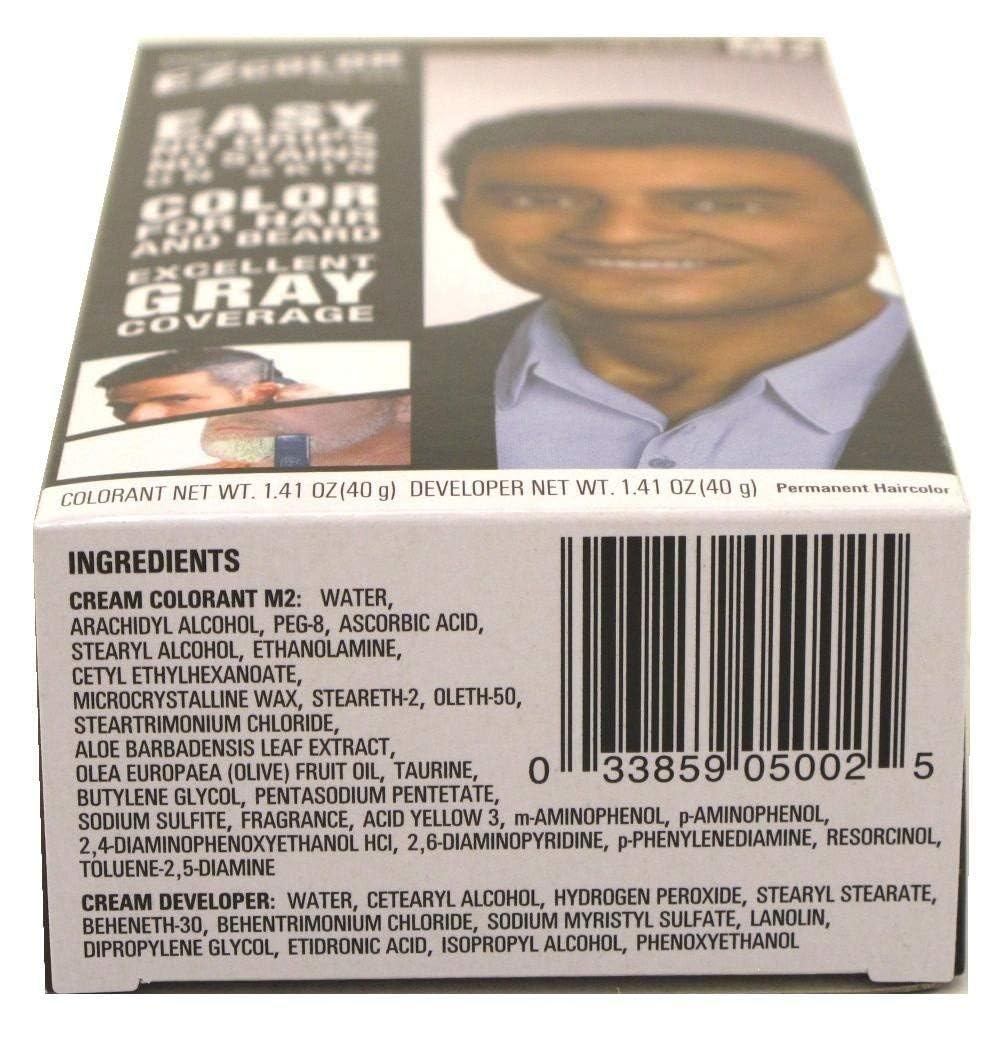 EZCOLOR
EASY
NO DRIPS
NO STAINS
ON SKIN
COLOR
FOR HAIR
AND BEARD
EXCELLENT
GRAY
COVERAGE
COLORANT NET WT. 1.41 OZ(40 g) DEVELOPER NET WT. 1.41 OZ(40 g) Permanent Haircolor
INGREDIENTS
CREAM COLORANT M2: WATER,
ARACHIDYL ALCOHOL, PEG-8, ASCORBIC ACID,
STEARYL ALCOHOL, ETHANOLAMINE,
CETYL ETHYLHEXANOATE,
MICROCRYSTALLINE WAX, STEARETH-2, OLETH-50,
STEARTRIMONIUM CHLORIDE,
ALOE BARBADENSIS LEAF EXTRACT,
OLEA EUROPAEA (OLIVE) FRUIT OIL, TAURINE,
BUTYLENE GLYCOL, PENTASODIUM PENTETATE,
SODIUM SULFITE, FRAGRANCE, ACID YELLOW 3, m-AMINOPHENOL, p-AMINOPHENOL,
2,4-DIAMINOPHENOXYETHANOL HCI, 2,6-DIAMINOPYRIDINE, p-PHENYLENEDIAMINE, RESORCINOL,
TOLUENE-2,5-DIAMINE
CREAM DEVELOPER: WATER, CETEARYL ALCOHOL, HYDROGEN PEROXIDE, STEARYL STEARATE,
BEHENETH-30, BEHENTRIMONIUM CHLORIDE, SODIUM MYRISTYL SULFATE, LANOLIN,
DIPROPYLENE GLYCOL, ETIDRONIC ACID, ISOPROPYL ALCOHOL, PHENOXYETHANOL
0 33859 05002 5